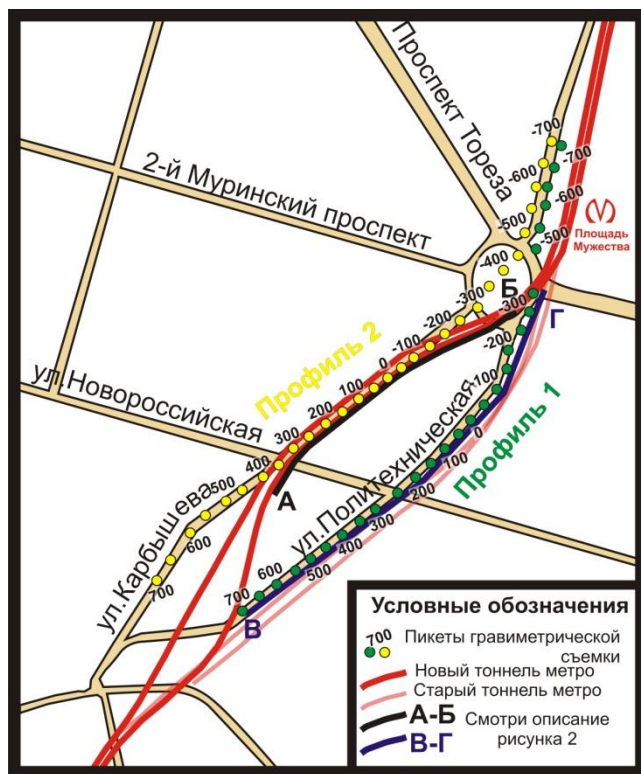 Проспект Тореза
2-й Муринский проспект
ул.Новороссийская
Площадь
Мужества
Профиль 2
-700
-600
-500
-400
-300
-200
-100
0
100
200
300
400
500
600
700
-700
-600
-500
Б
-300
Г
-200
-100
0
100
200
300
400
500
600
700
Профиль 1
ул.Политехническая
ул.Карбышева
А
В
Условные обозначения
700
Пикеты гравиметрической
съемки
Новый тоннель метро
Старый тоннель метро
А-Б Смотри описание
В-Г рисунка 2